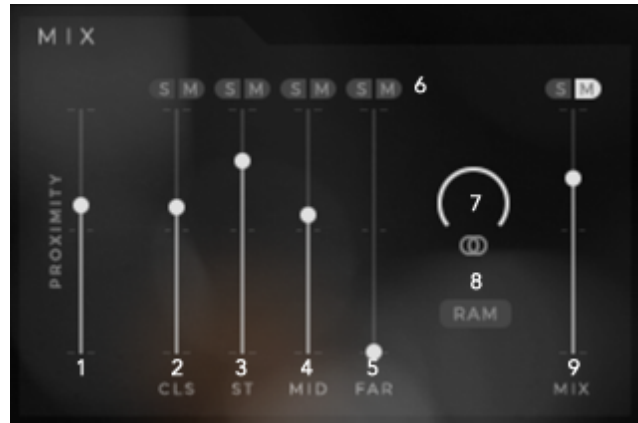 MIX
S M S M S M S M 6 S M
PROXIMITY
7
8
RAM
1 2 3 4 5 9
CLS ST MID FAR MIX